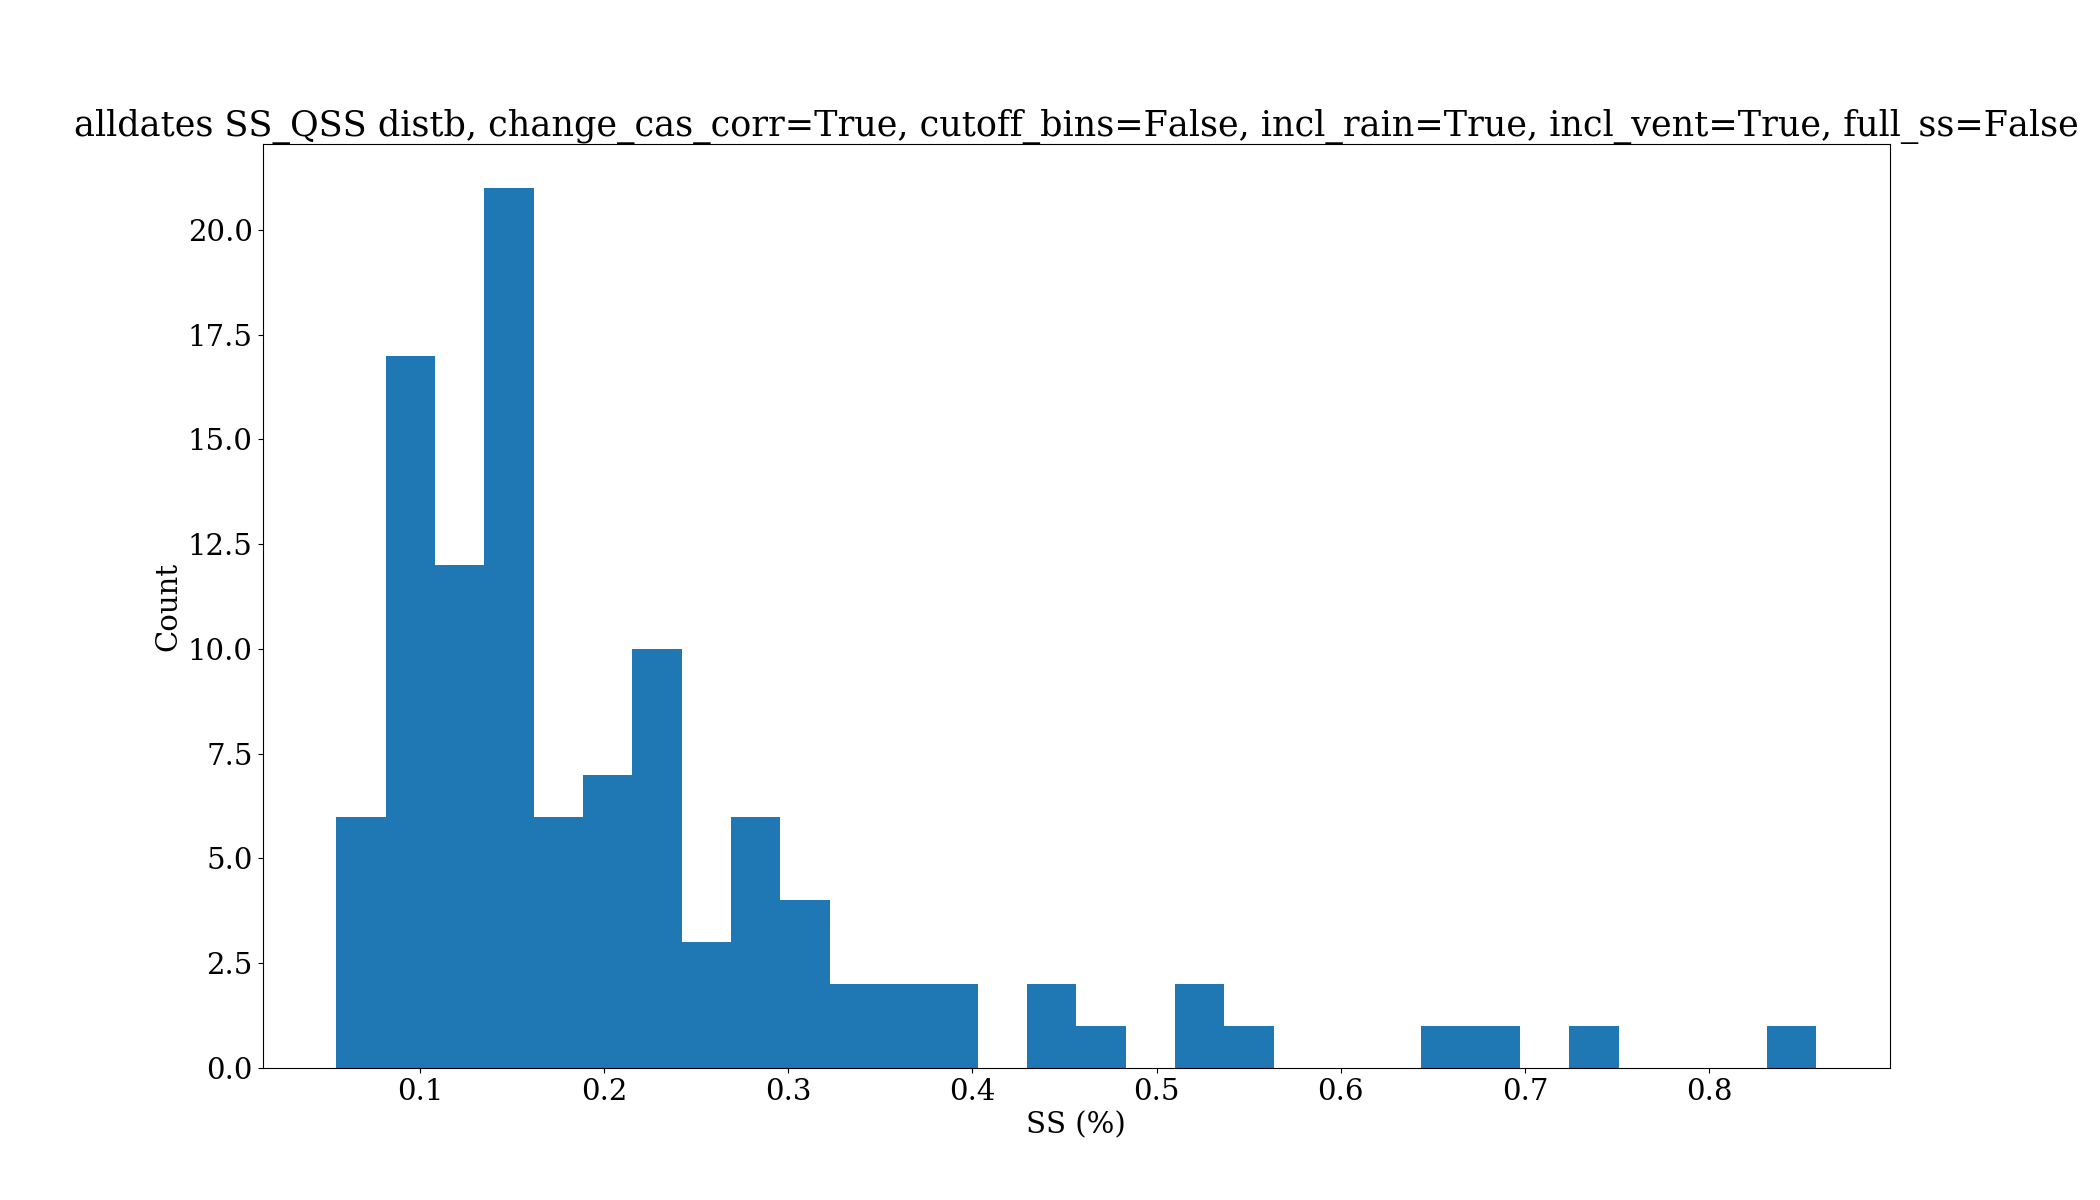 alldates SS_QSS distb, change_cas_corr=True, cutoff_bins=False, incl_rain=True, incl_vent=True, full_ss=False
20.0
17.5
15.0
12.5
10.0
7.5
5.0
2.5
0.0
Count
0.1 0.2 0.3 0.4 0.5 0.6 0.7 0.8
SS (%)